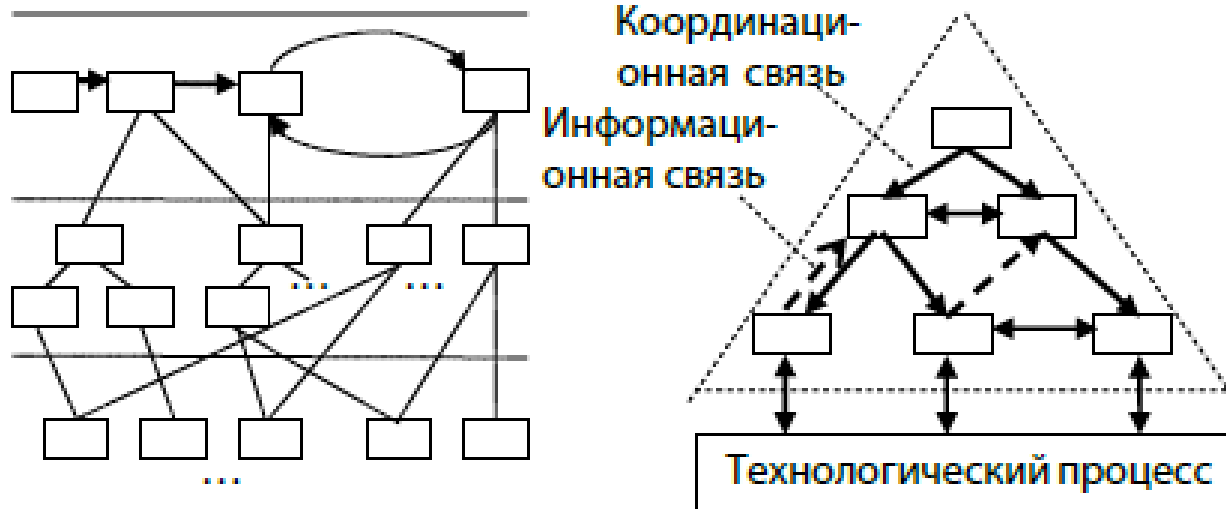 Координаци-
онная связь
Информаци-
онная связь
...
...
Технологический процесс
...